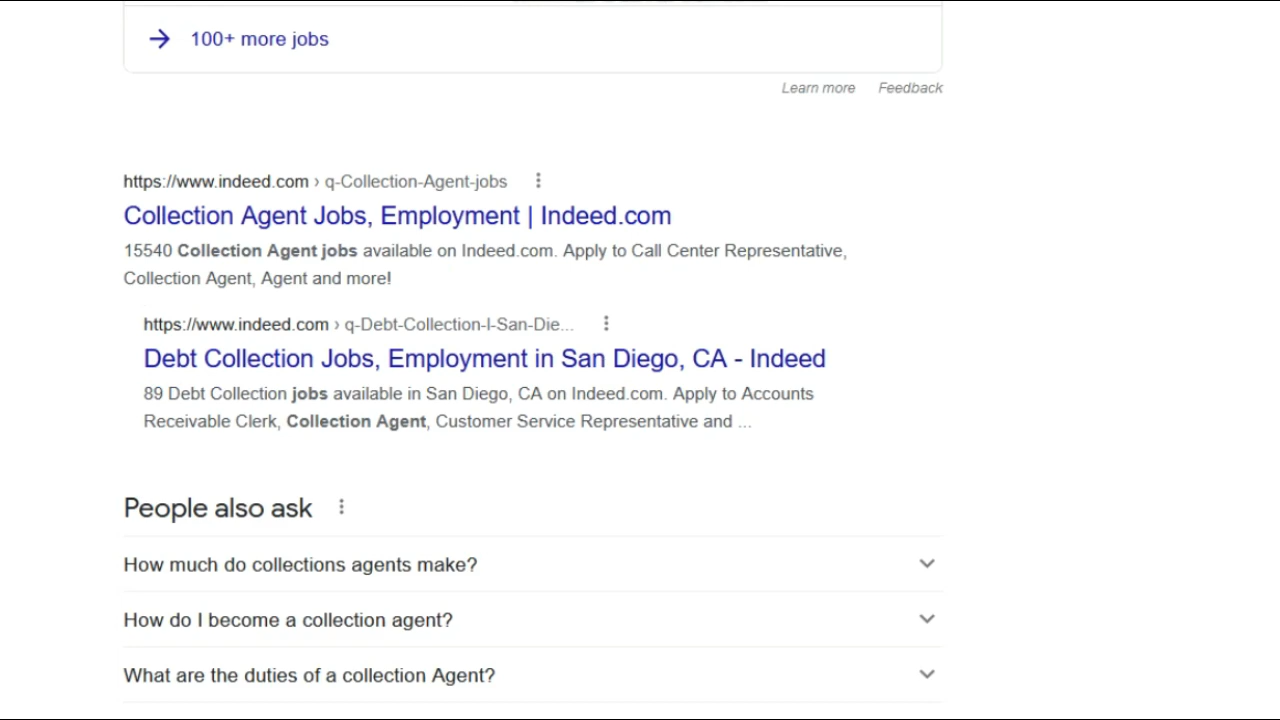 100+ more jobs
Learn more Feedback
https://www.indeed.com › q-Collection-Agent-jobs
Collection Agent Jobs, Employment | Indeed.com
15540 Collection Agent jobs available on Indeed.com. Apply to Call Center Representative,
Collection Agent, Agent and more!
https://www.indeed.com › q-Debt-Collection-l-San-Die...
Debt Collection Jobs, Employment in San Diego, CA - Indeed
89 Debt Collection jobs available in San Diego, CA on Indeed.com. Apply to Accounts
Receivable Clerk, Collection Agent, Customer Service Representative and ...
People also ask
How much do collections agents make?
How do I become a collection agent?
What are the duties of a collection Agent?